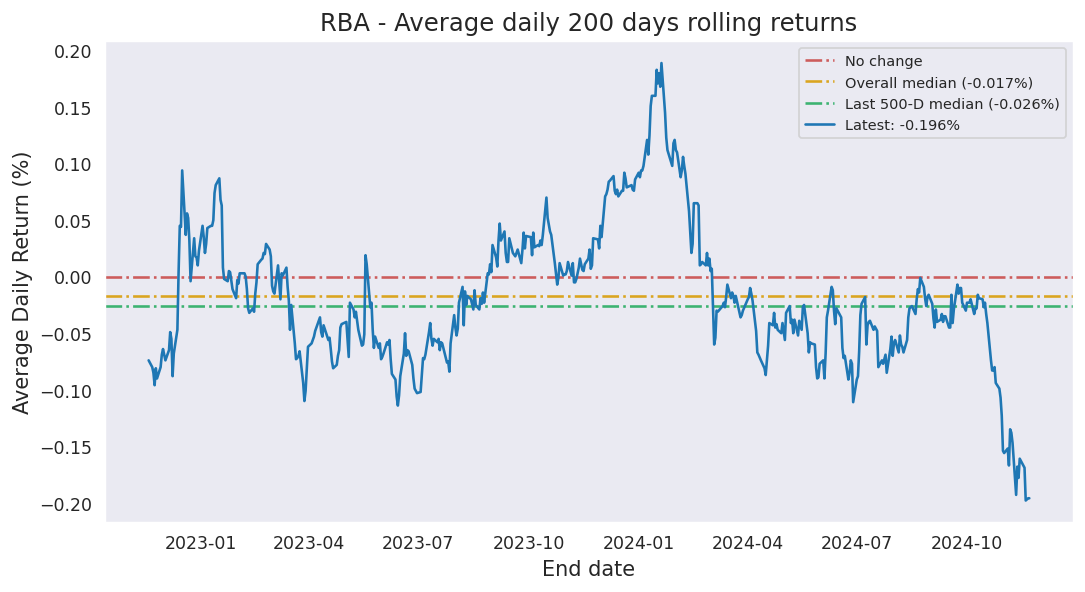 RBA - Average daily 200 days rolling returns
No change
Overall median (-0.017%)
Last 500-D median (-0.026%)
Latest: -0.196%
Average Daily Return (%)
0.20
0.15
0.10
0.05
0.00
−0.05
−0.10
−0.15
−0.20
2023-01 2023-04 2023-07 2023-10 2024-01 2024-04 2024-07 2024-10
End date